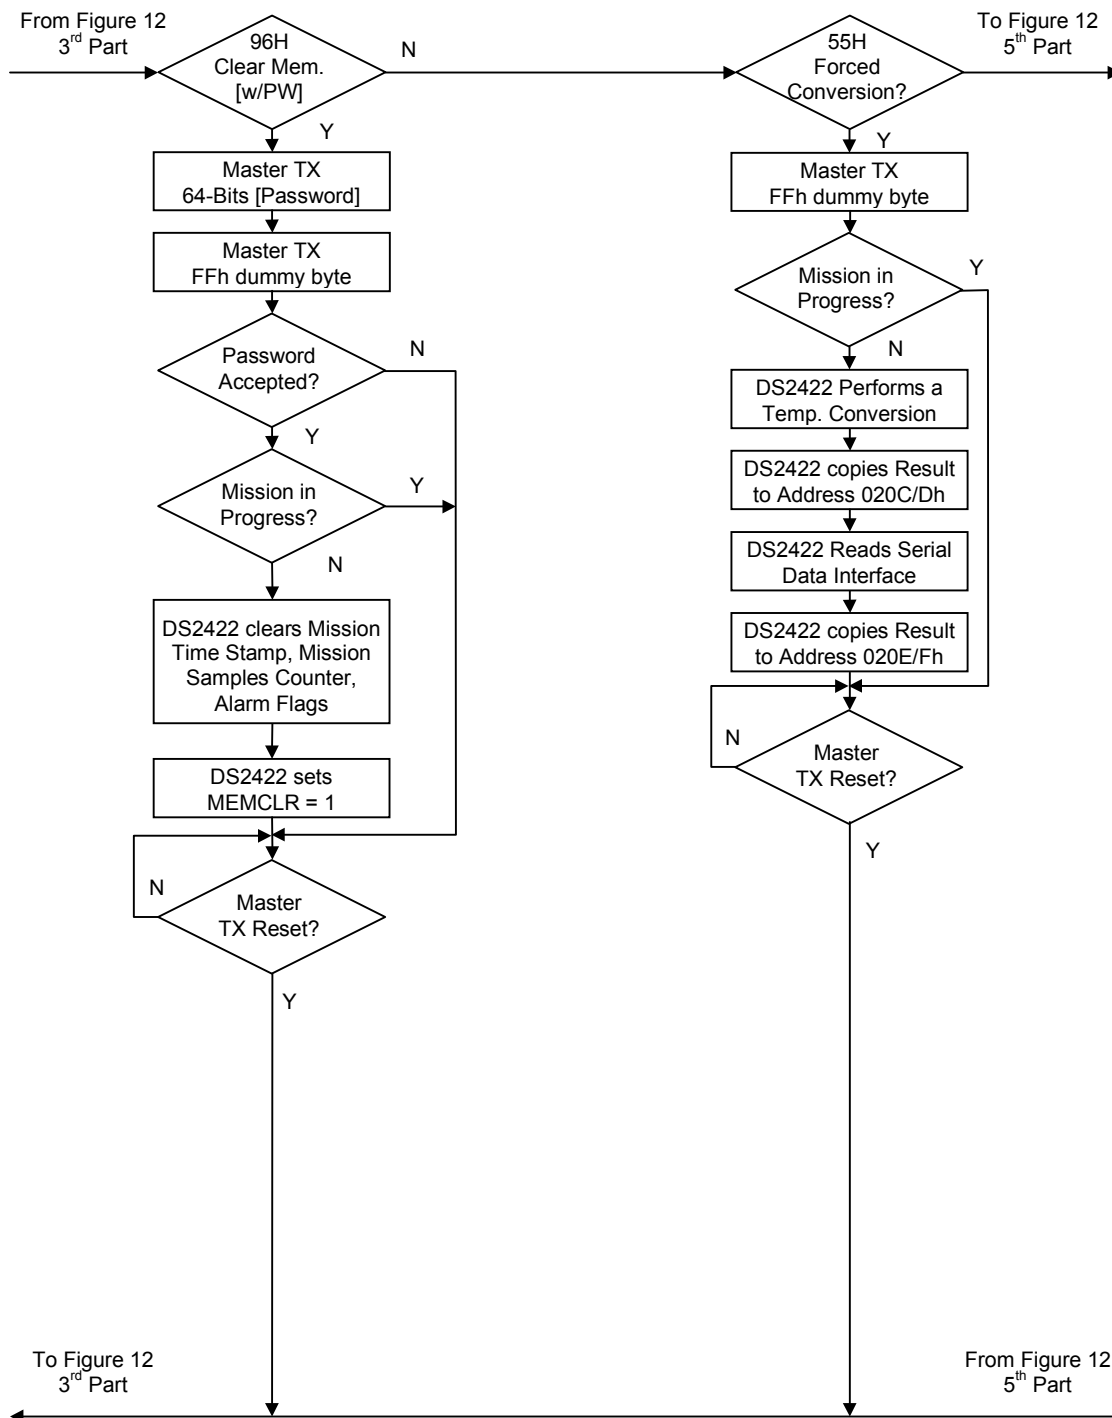 From Figure 12
3rd Part
96H
Clear Mem.
[w/PW]
N
Y
Master TX
64-Bits [Password]
Master TX
FFh dummy byte
Password
Accepted?
N
Y
Mission in
Progress?
Y
N
DS2422 clears Mission
Time Stamp, Mission
Samples Counter,
Alarm Flags
DS2422 sets
MEMCLR = 1
N
Master
TX Reset?
Y
To Figure 12
3rd Part
55H
Forced
Conversion?
To Figure 12
5th Part
Y
Master TX
FFh dummy byte
Mission in
Progress?
Y
N
DS2422 Performs a
Temp. Conversion
DS2422 copies Result
to Address 020C/Dh
DS2422 Reads Serial
Data Interface
DS2422 copies Result
to Address 020E/Fh
N
Master
TX Reset?
Y
From Figure 12
5th Part